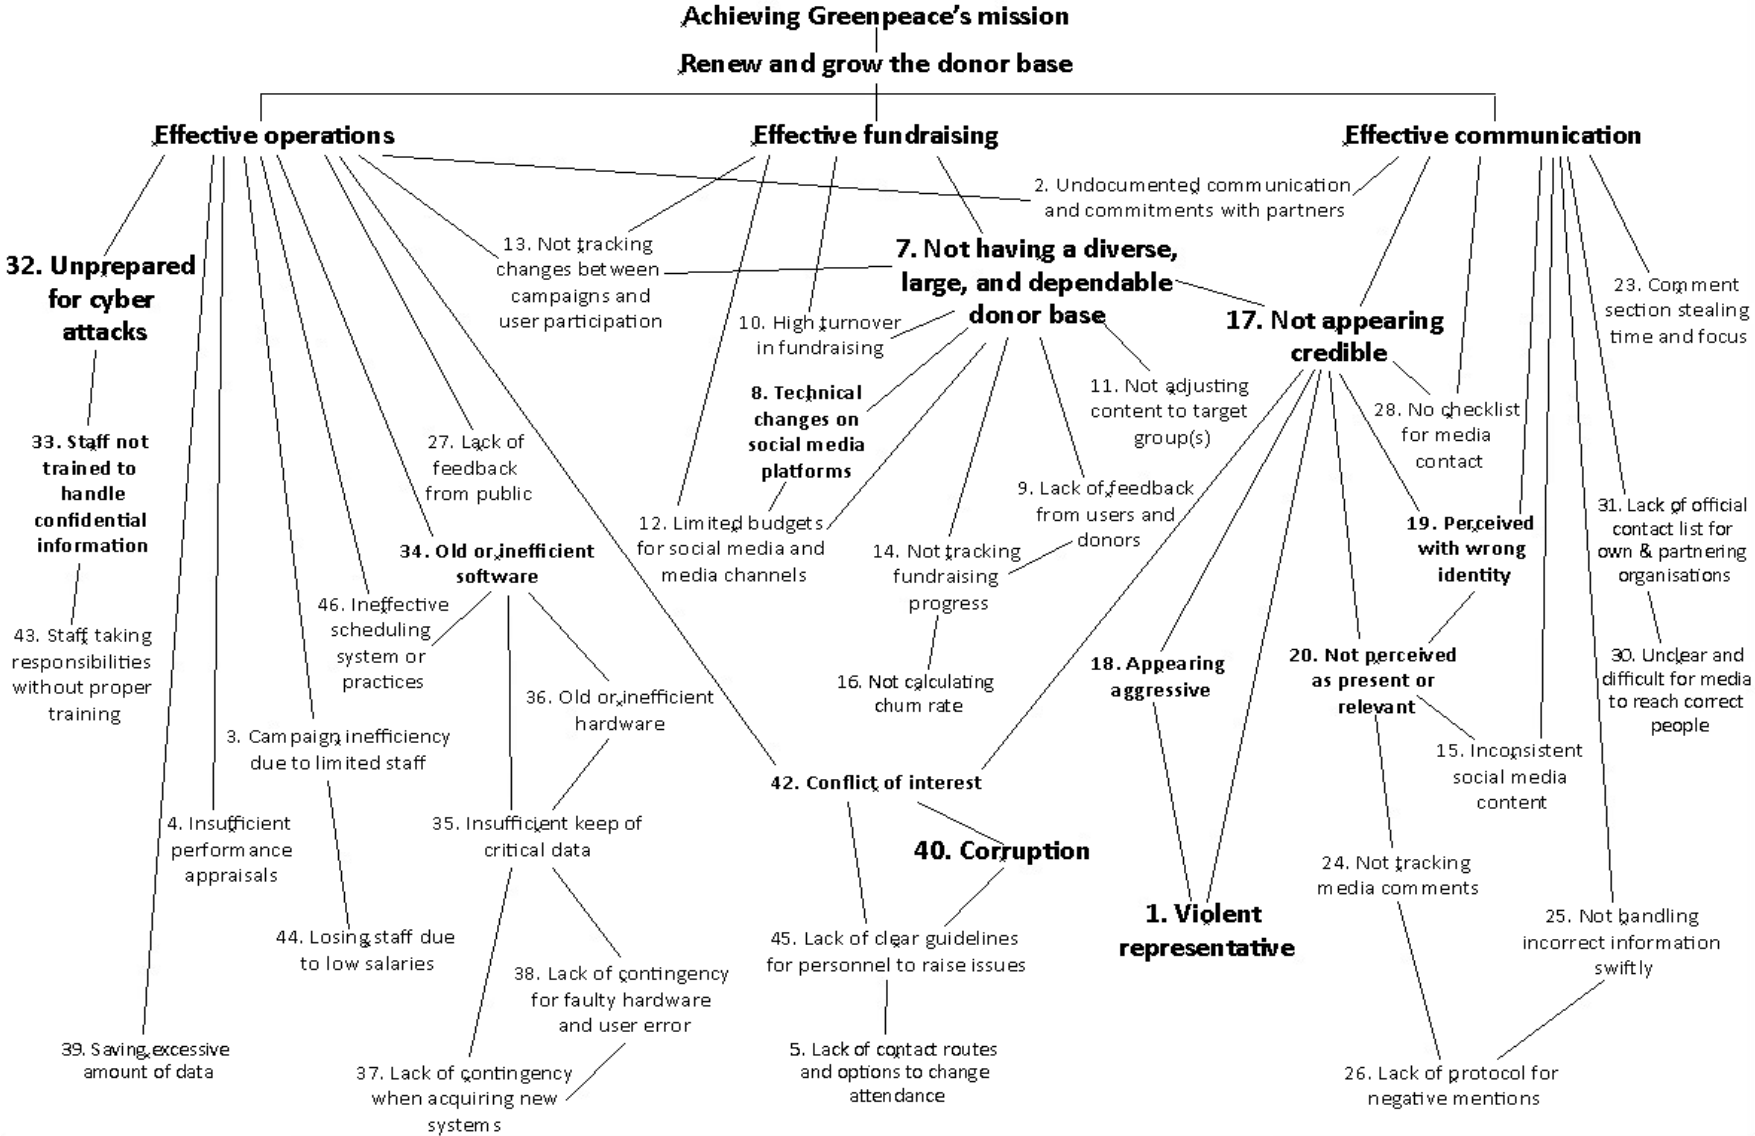 Achieving Greenpeace's mission
Renew and grow the donor base
Effective operations
Effective fundraising
Effective communication
2. Undocumented communication
and commitments with partners
13. Not tracking
changes between
campaigns and
user participation
7. Not having a diverse,
large, and dependable
donor base
32. Unprepared
for cyber
attacks
23. Comment
section stealing
time and focus
10. High turnover
in fundraising
17. Not appearing
credible
8. Technical
changes on
social media
platforms
11. Not adjusting
content to target
group(s)
28. No checklist
for media
contact
33. Staff not
trained to
handle
confidential
information
27. Lack of
feedback
from public
9. Lack of feedback
from users and
donors
12. Limited budgets
for social media and
media channels
31. Lack of official
contact list for
own & partnering
organisations
19. Perceived
with wrong
identity
34. Old or inefficient
software
14. Not tracking
fundraising
progress
46. Ineffective
scheduling
system or
practices
43. Staff taking
responsibilities
without proper
training
18. Appearing
aggressive
20. Not perceived
as present or
relevant
30. Unclear and
difficult for media
to reach correct
people
36. Old or inefficient
hardware
16. Not calculating
churn rate
3. Campaign inefficiency
due to limited staff
15. Inconsistent
social media
content
42. Conflict of interest
4. Insufficient
performance
appraisals
35. Insufficient keep of
critical data
40. Corruption
24. Not tracking
media comments
1. Violent
representative
25. Not handling
incorrect information
swiftly
44. Losing staff due
to low salaries
45. Lack of clear guidelines
for personnel to raise issues
38. Lack of contingency
for faulty hardware
and user error
39. Saving excessive
amount of data
5. Lack of contact routes
and options to change
attendance
37. Lack of contingency
when acquiring new
systems
26. Lack of protocol for
negative mentions